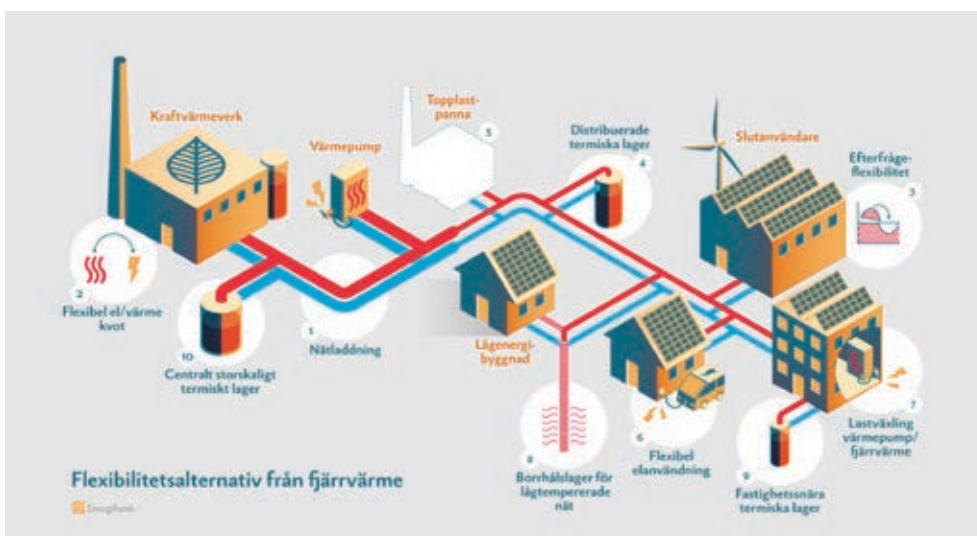 Kraftvärmeverk
Värmepump
Topplast-
panna
5
Distribuerade
termiska lager
4
Slutanvändare
Efterfråge-
flexibilitet
3
2
Flexibel el/värme
kvot
10
Centralt storskaligt
termiskt lager
1
Nätladdning
Lågenergi-
byggnad
8
Borrhålslager för
lågtempererade
nät
6
Flexibel
elanvändning
9
Fastighetsnära
termiska lager
7
Lastväxling
värmepump/
fjärrvärme
Flexibilitetsalternativ från fjärrvärme